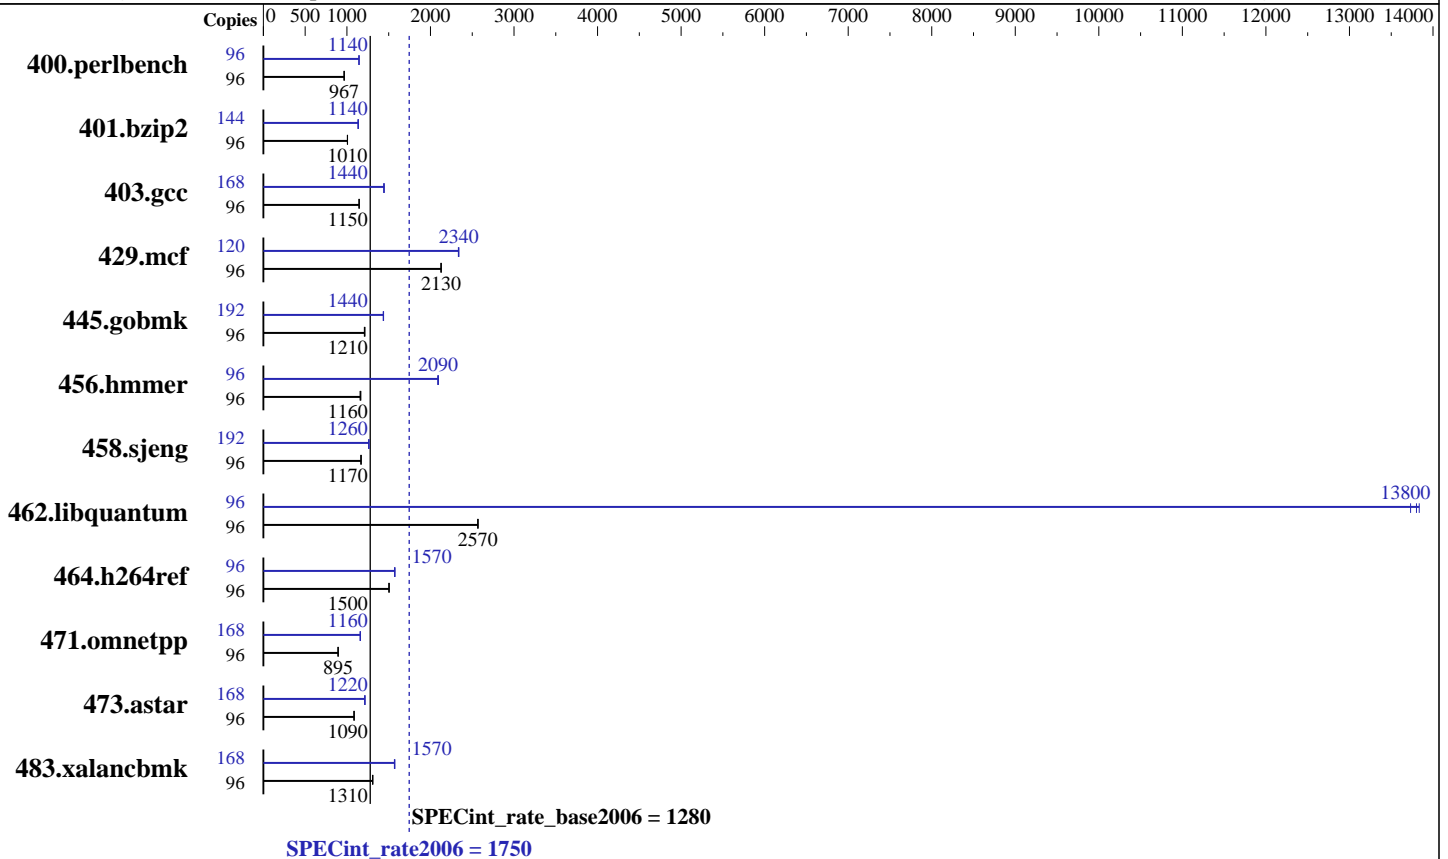 Copies 0 500 1000 2000 3000 4000 5000 6000 7000 8000 9000 10000 11000 12000 13000 14000
400.perlbench 96 1140
96 967
401.bzip2 144 1140
96 1010
403.gcc 168 1440
96 1150
429.mcf 120 2340
96 2130
445.gobmk 192 1440
96 1210
456.hmmer 96 2090
96 1160
458.sjeng 192 1260
96 1170
462.libquantum 96 13800
96 2570
464.h264ref 96 1570
96 1500
471.omnetpp 168 1160
96 895
473.astar 168 1220
96 1090
483.xalancbmk 168 1570
96 1310
SPECint_rate_base2006 = 1280
SPECint_rate2006 = 1750